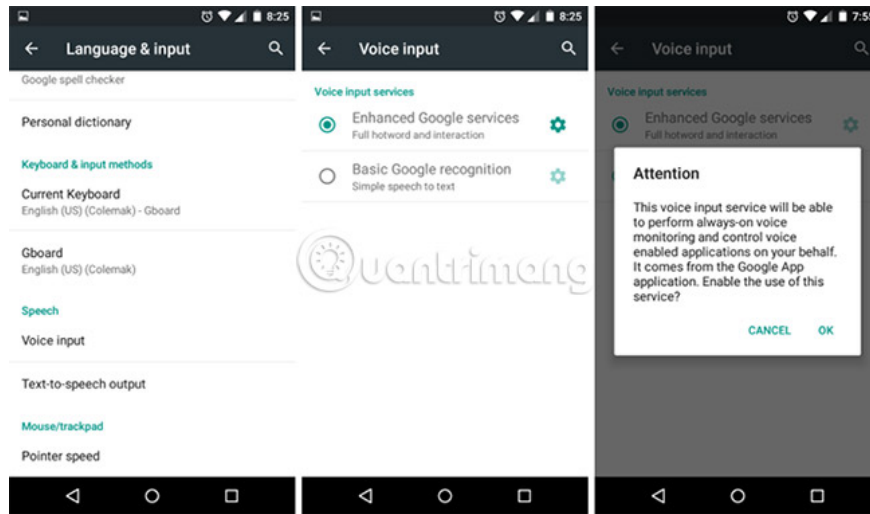 8:25
Language & input
Google spell checker
Personal dictionary
Keyboard & input methods
Current Keyboard
English (US) (Colemak) - Gboard
Gboard
English (US) (Colemak)
Speech
Voice input
Text-to-speech output
Mouse/trackpad
Pointer speed
8:25
Voice input
Voice input services
Enhanced Google services
Full hotword and interaction
Basic Google recognition
Simple speech to text
Quantrimang
7:55
Voice input
Voice input services
Enhanced Google services
Full hotword and interaction
Attention
This voice input service will be able
to perform always-on voice
monitoring and control voice
enabled applications on your behalf.
It comes from the Google App
application. Enable the use of this
service?
CANCEL OK